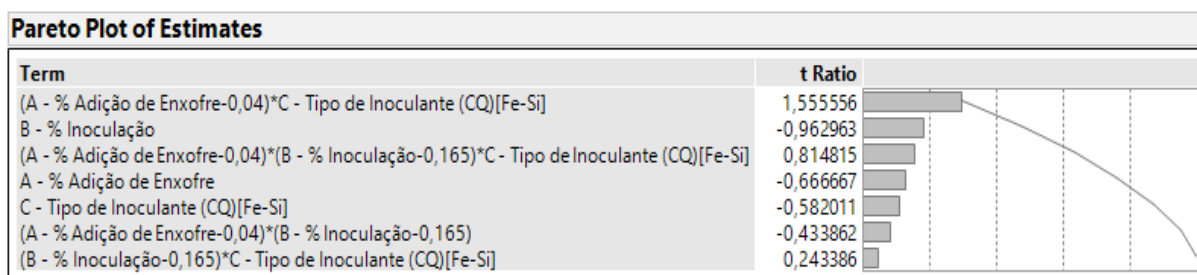 Pareto Plot of Estimates
Term t Ratio
(A - % Adição de Enxofre-0,04)*C - Tipo de Inoculante (CQ)[Fe-Si] 1,555556
B - % Inoculação -0,962963
(A - % Adição de Enxofre-0,04)*(B - % Inoculação-0,165)*C - Tipo de Inoculante (CQ)[Fe-Si] 0,814815
A - % Adição de Enxofre -0,666667
C - Tipo de Inoculante (CQ)[Fe-Si] -0,582011
(A - % Adição de Enxofre-0,04)*(B - % Inoculação-0,165) -0,433862
(B - % Inoculação-0,165)*C - Tipo de Inoculante (CQ)[Fe-Si] 0,243386